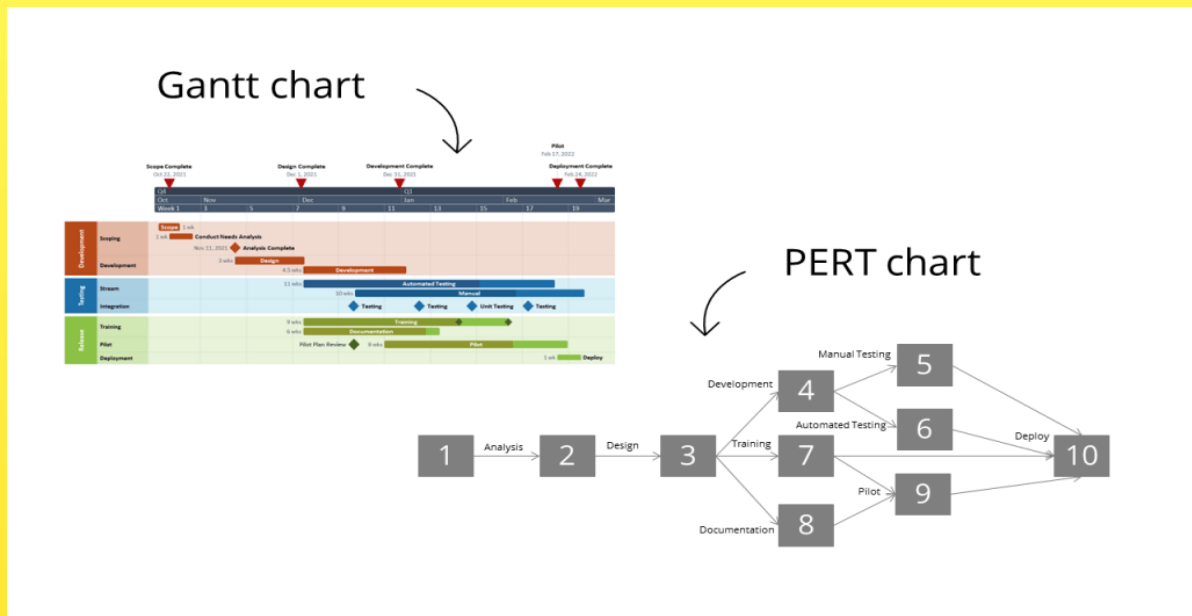 Gantt chart
Pilot
Feb 17, 2022
Scope Complete Design Complete Development Complete Deployment Complete
Oct 22, 2021 Dec 1, 2021 Dec 31, 2021 Feb 24, 2022
Q4 Q1
Oct Nov Dec Jan Feb Mar
Week 1 3 5 7 9 11 13 15 17 19
Development
Scoping
Scope 1 wk
1 wk Conduct Needs Analysis
Nov 11, 2021 Analysis Complete
Development
3 wks Design
4.5 wks Development
Testing
Stream
11 wks Automated Testing
10 wks Manual
Integration
Testing Testing Unit Testing Testing
Release
Training
9 wks Training
6 wks Documentation
Pilot
Pilot Plan Review 8 wks Pilot
Deployment
1 wk Deploy
PERT chart
Manual Testing
5
Development
4
Automated Testing
6
Deploy
1
Analysis
2
Design
3
Training
7
10
Pilot
9
Documentation
8